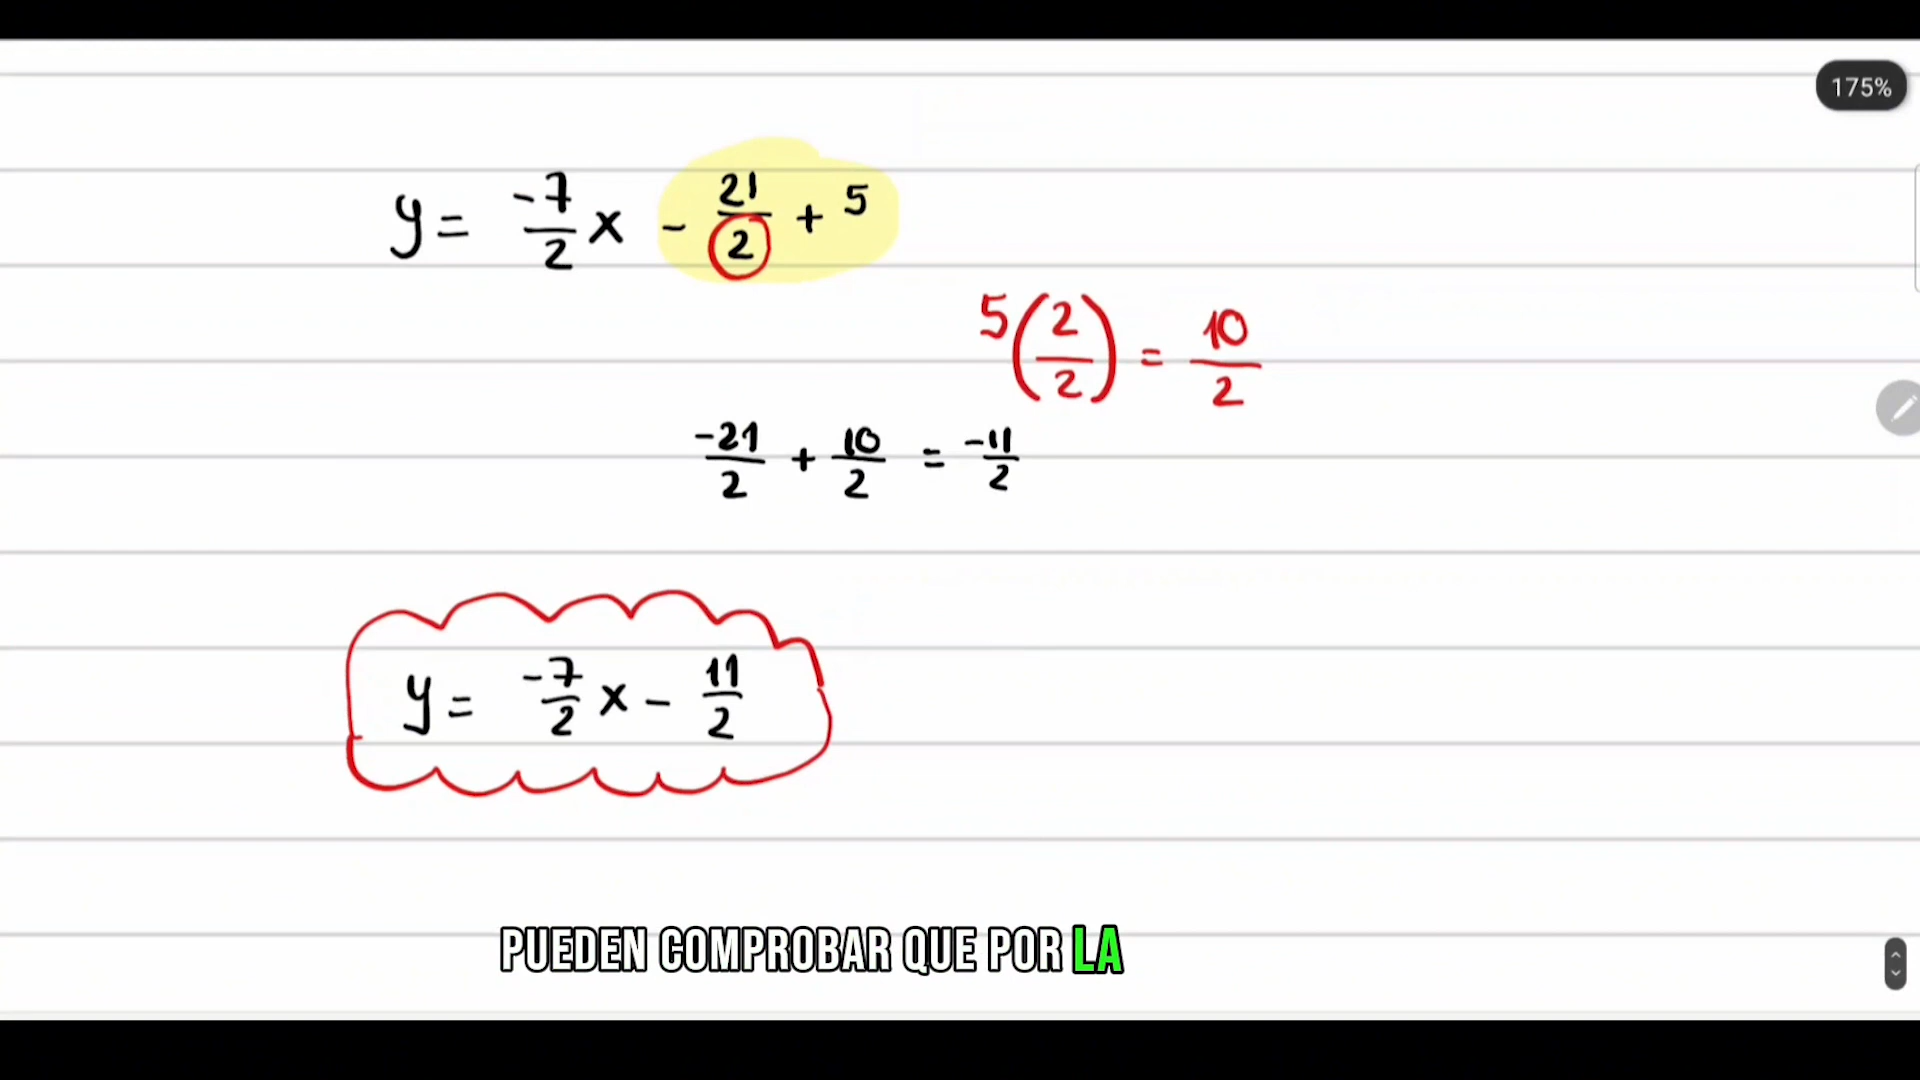 175%
y = -7/2 x - 21/2 + 5
5(2/2) = 10/2
-21/2 + 10/2 = -11/2
y = -7/2 x - 11/2
PUEDEN COMPROBAR QUE POR LA